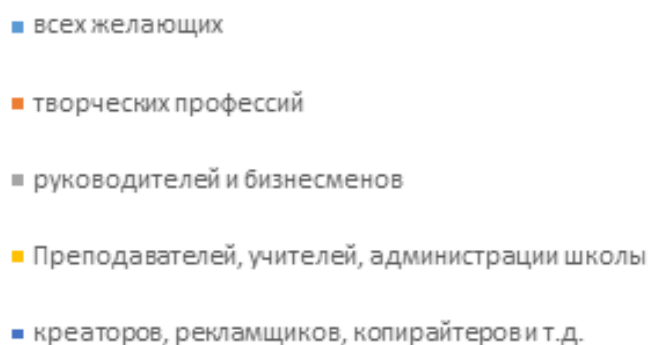 всех желающих
творческих профессий
руководителей и бизнесменов
Преподавателей, учителей, администрации школы
креаторов, рекламщиков, копирайтеров и т.д.